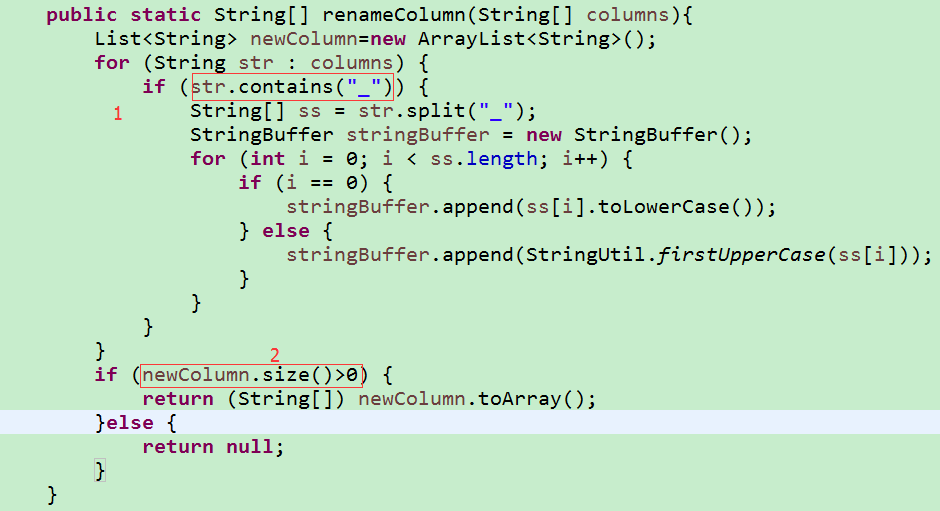 public static String[] renameColumn(String[] columns){
List<String> newColumn=new ArrayList<String>();
for (String str : columns) {
if (str.contains("_")) {
1
String[] ss = str.split("_");
StringBuffer stringBuffer = new StringBuffer();
for (int i = 0; i < ss.length; i++) {
if (i == 0) {
stringBuffer.append(ss[i].toLowerCase());
} else {
stringBuffer.append(StringUtil.firstUpperCase(ss[i]));
}
}
}
}
2
if (newColumn.size()>0) {
return (String[]) newColumn.toArray();
}else {
return null;
}
}